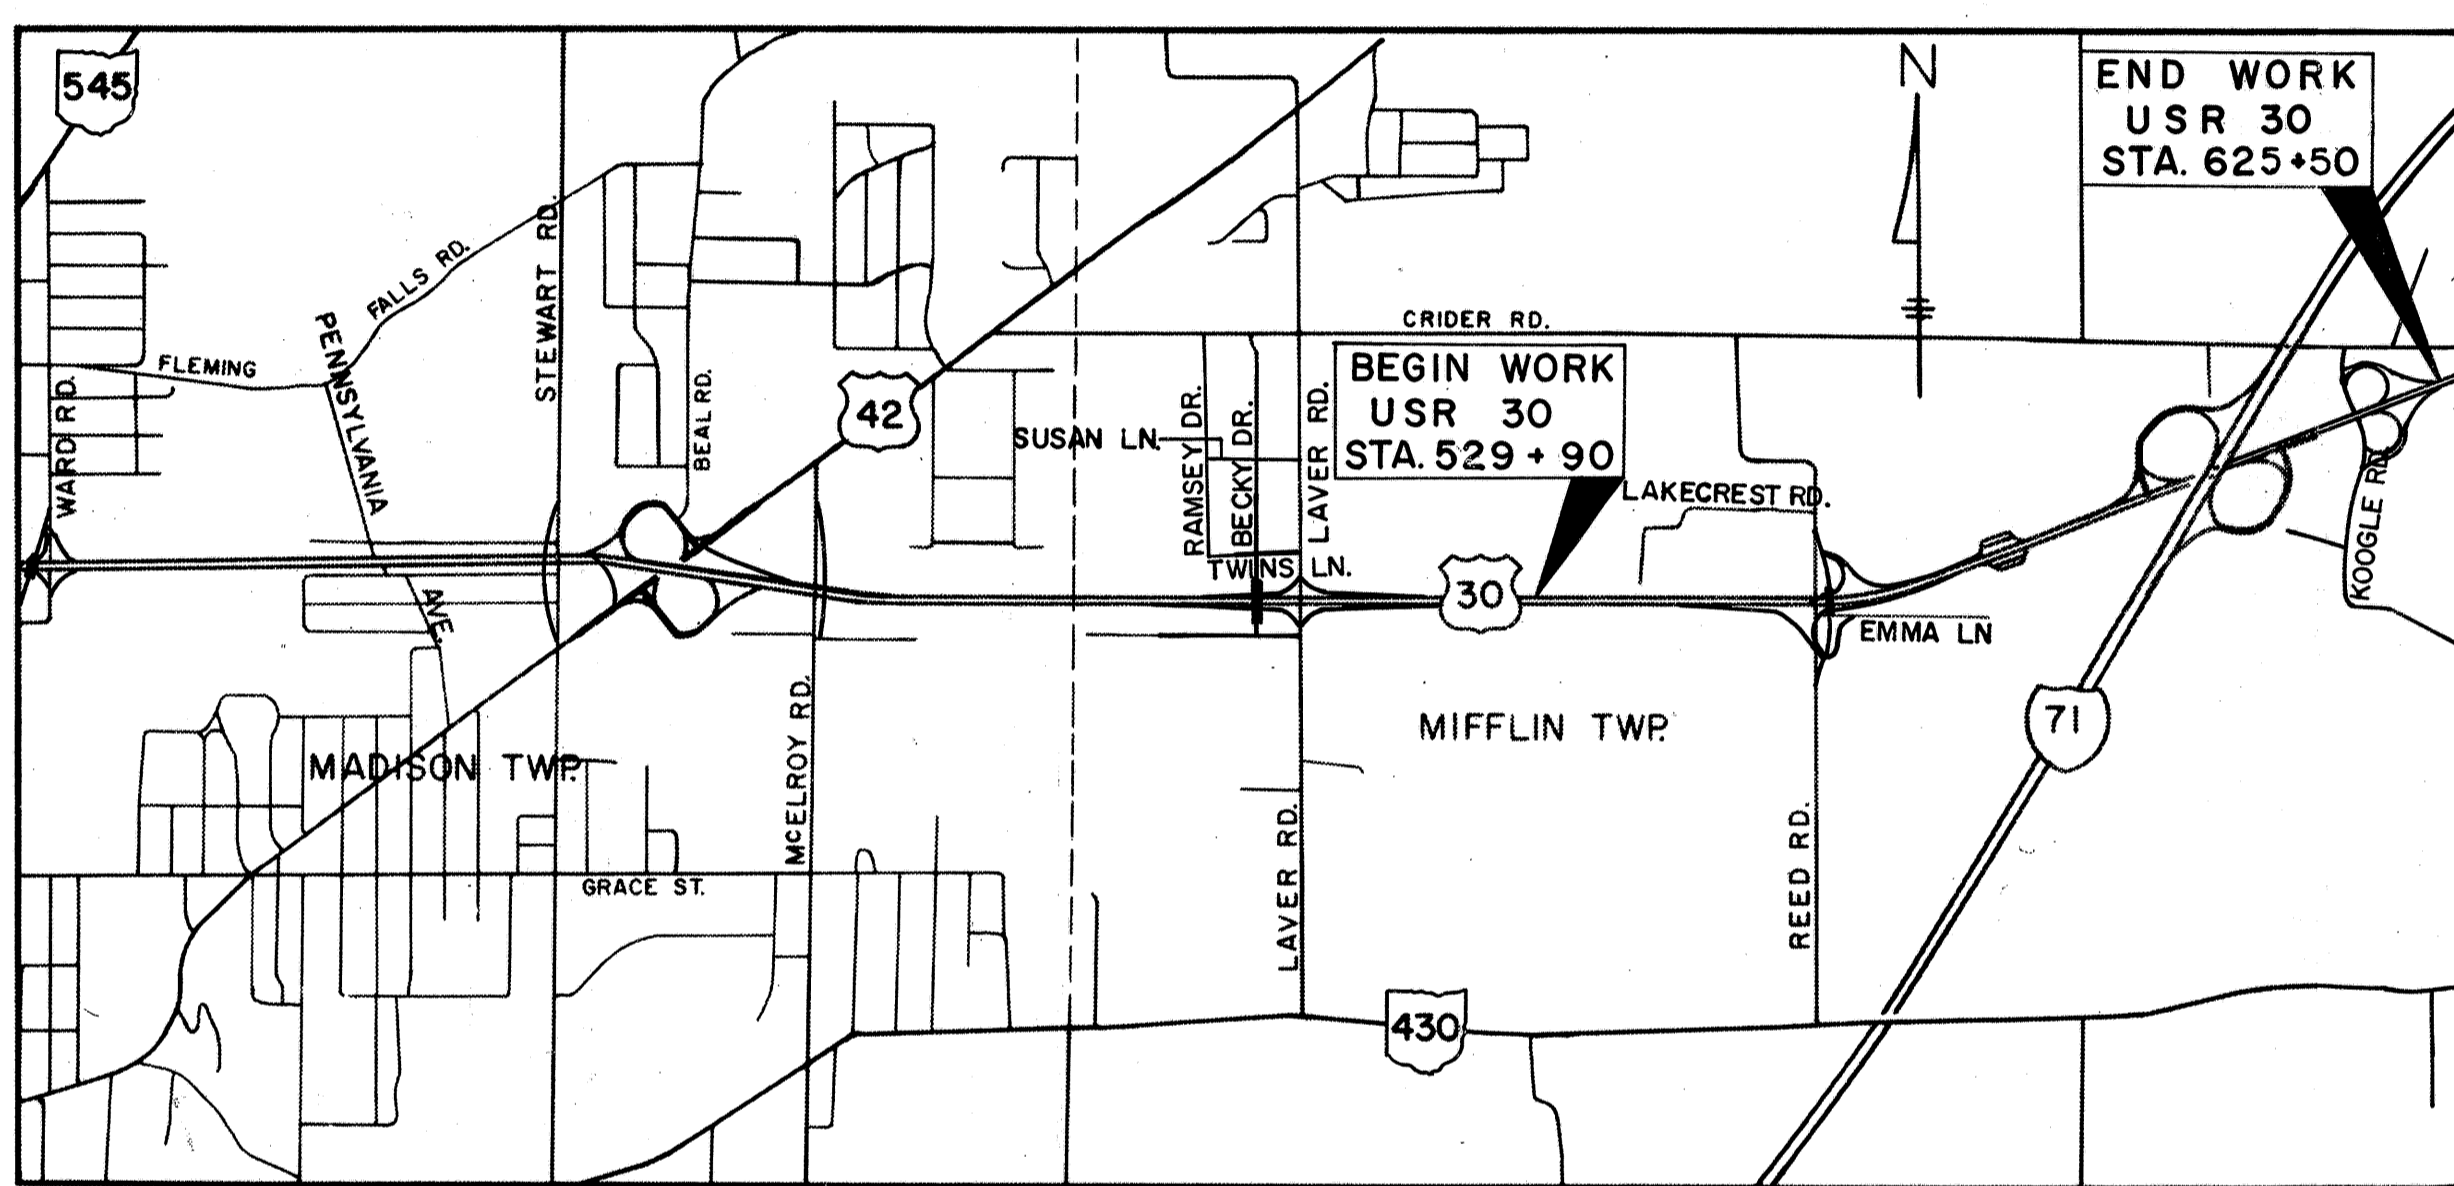 545
N
END WORK
USR 30
STA. 625+50
STEWART RD.
FALLS RD.
PENNSYLVANIA
AVE.
FLEMING
WARD RD.
BEAL RD.
42
CRIDER RD.
BEGIN WORK
USR 30
STA. 529+90
SUSAN LN.
RAMSEY DR.
BECKY DR.
LAVER RD.
LAKECREST RD.
TWINS LN.
30
EMMA LN
KOOGLE RD.
71
MIFFLIN TWP.
MADISON TWP.
McELROY RD.
GRACE ST.
LAVER RD.
REED RD.
430